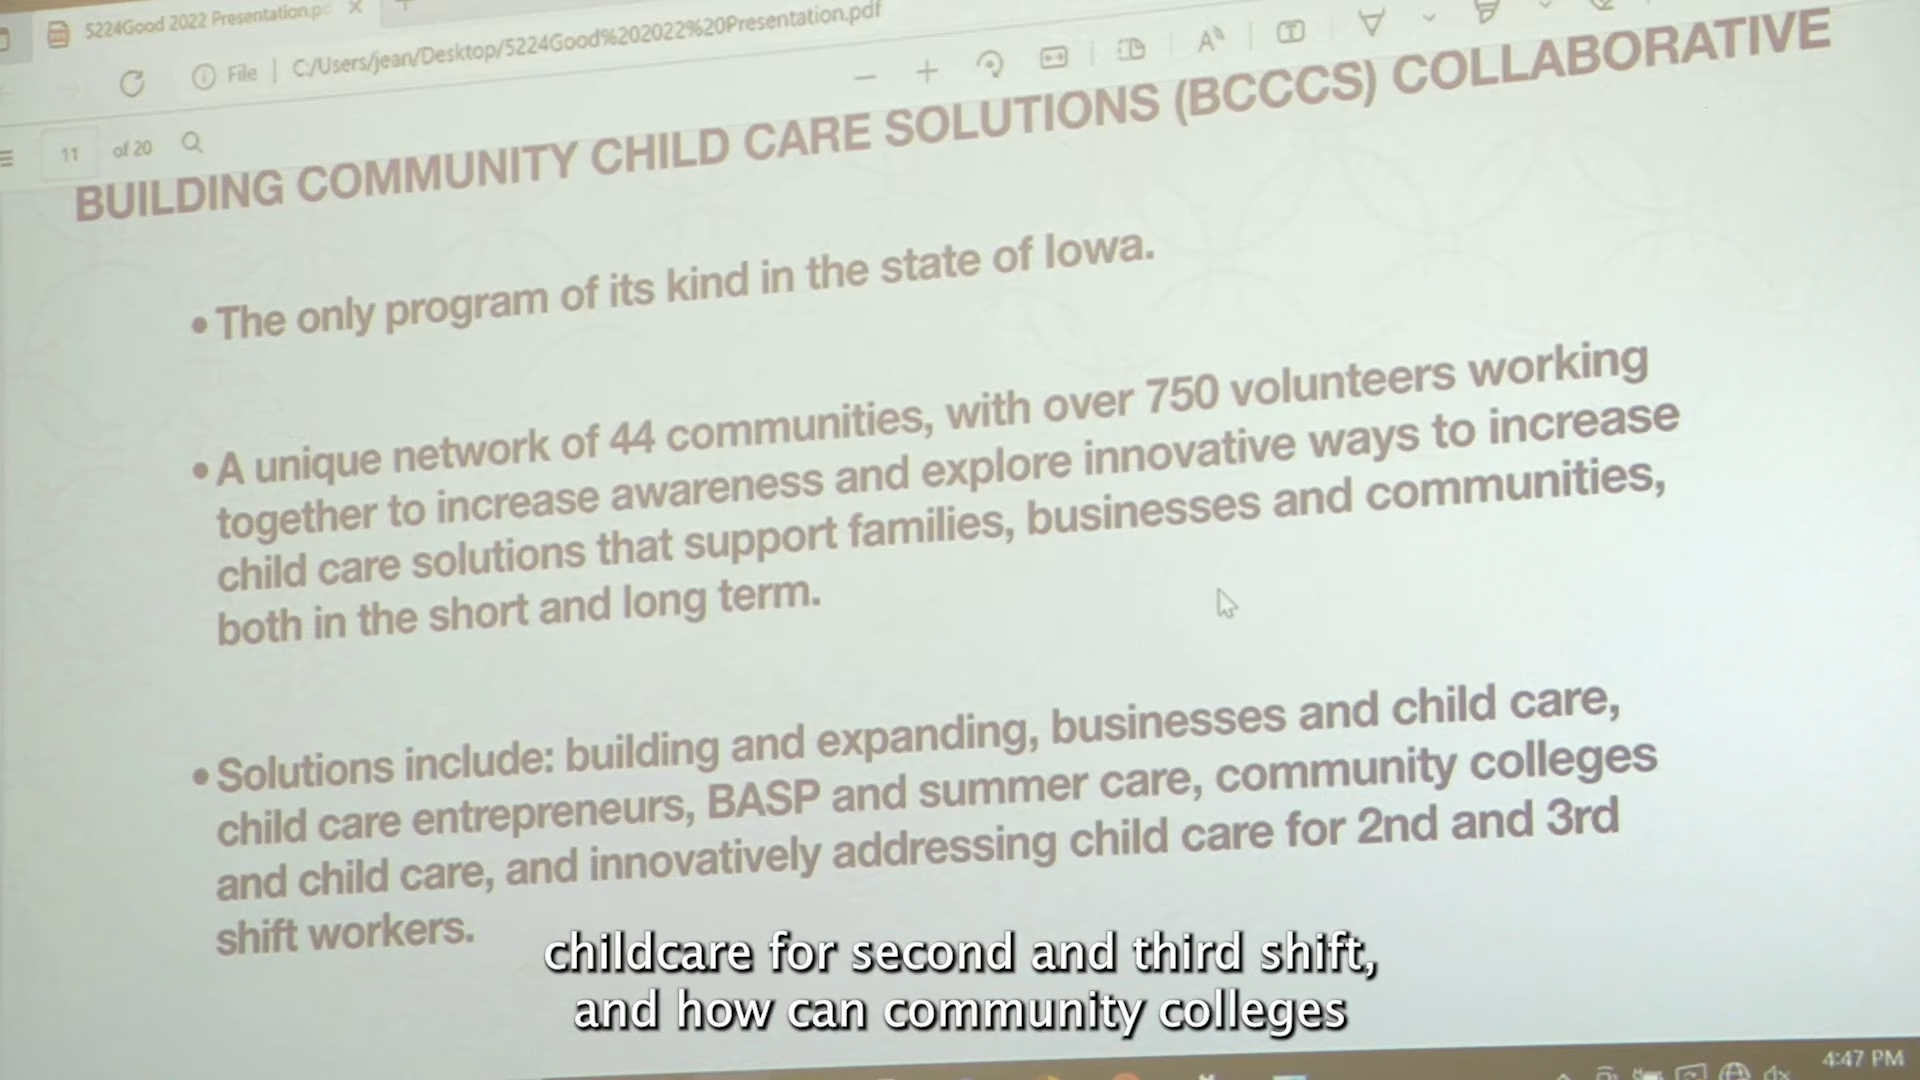 5224Good 2022 Presentation.pd
File | C:/Users/jean/Desktop/5224Good%202022%20Presentation.pdf
11 of 20
BUILDING COMMUNITY CHILD CARE SOLUTIONS (BCCCS) COLLABORATIVE
• The only program of its kind in the state of Iowa.
• A unique network of 44 communities, with over 750 volunteers working
together to increase awareness and explore innovative ways to increase
child care solutions that support families, businesses and communities,
both in the short and long term.
• Solutions include: building and expanding, businesses and child care,
child care entrepreneurs, BASP and summer care, community colleges
and child care, and innovatively addressing child care for 2nd and 3rd
shift workers.
childcare for second and third shift,
and how can community colleges
4:47 PM